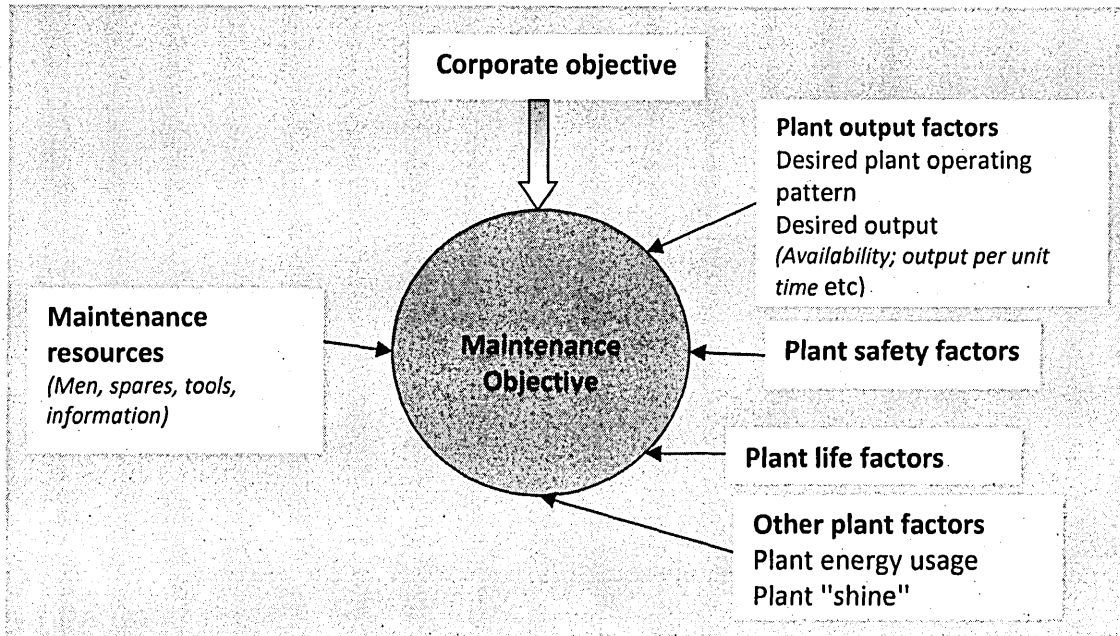 Corporate objective
Plant output factors
Desired plant operating
pattern
Desired output
(Availability; output per unit
time etc)
Maintenance
resources
(Men, spares, tools,
information)
Maintenance
Objective
Plant safety factors
Plant life factors
Other plant factors
Plant energy usage
Plant "shine"